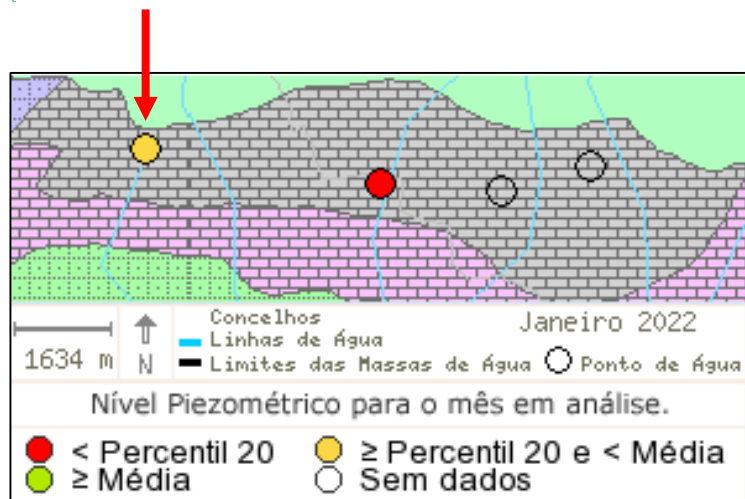 Concelhos
Janeiro 2022
Linhas de Água
1634 m
N
Limites das Massas de Água
Ponto de Água
Nível Piezométrico para o mês em análise.
< Percentil 20
≥ Percentil 20 e < Média
≥ Média
Sem dados